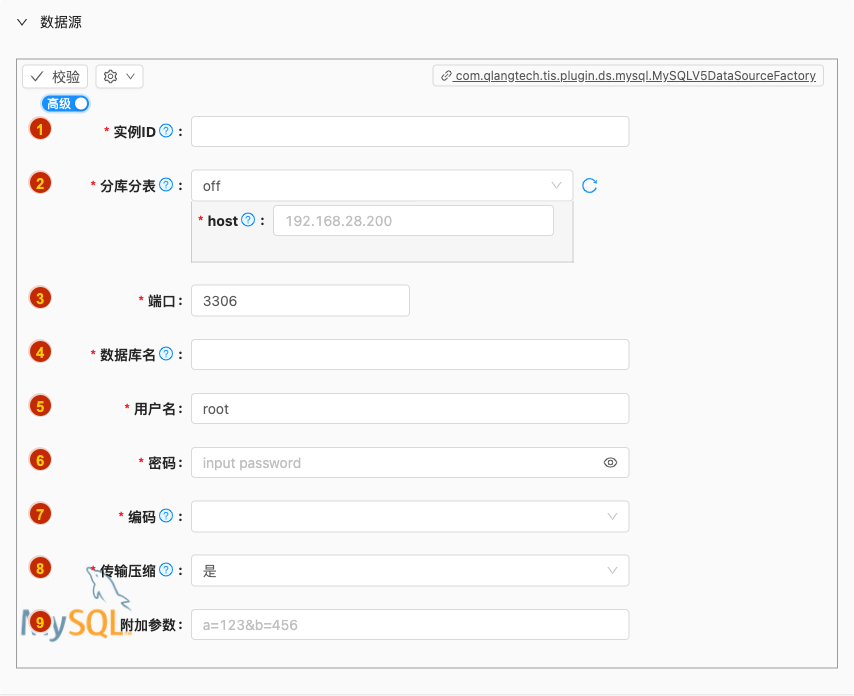 数据源
校验
com.qlangtech.tis.plugin.ds.mysql.MySQLV5DataSourceFactory
高级
1 * 实例ID ? :
2 * 分库分表 ? : off
* host ? : 192.168.28.200
3 * 端口: 3306
4 * 数据库名 ? :
5 * 用户名: root
6 * 密码: input password
7 * 编码 ? :
8 * 传输压缩 ? : 是
MySQL
9 附加参数: a=123&b=456